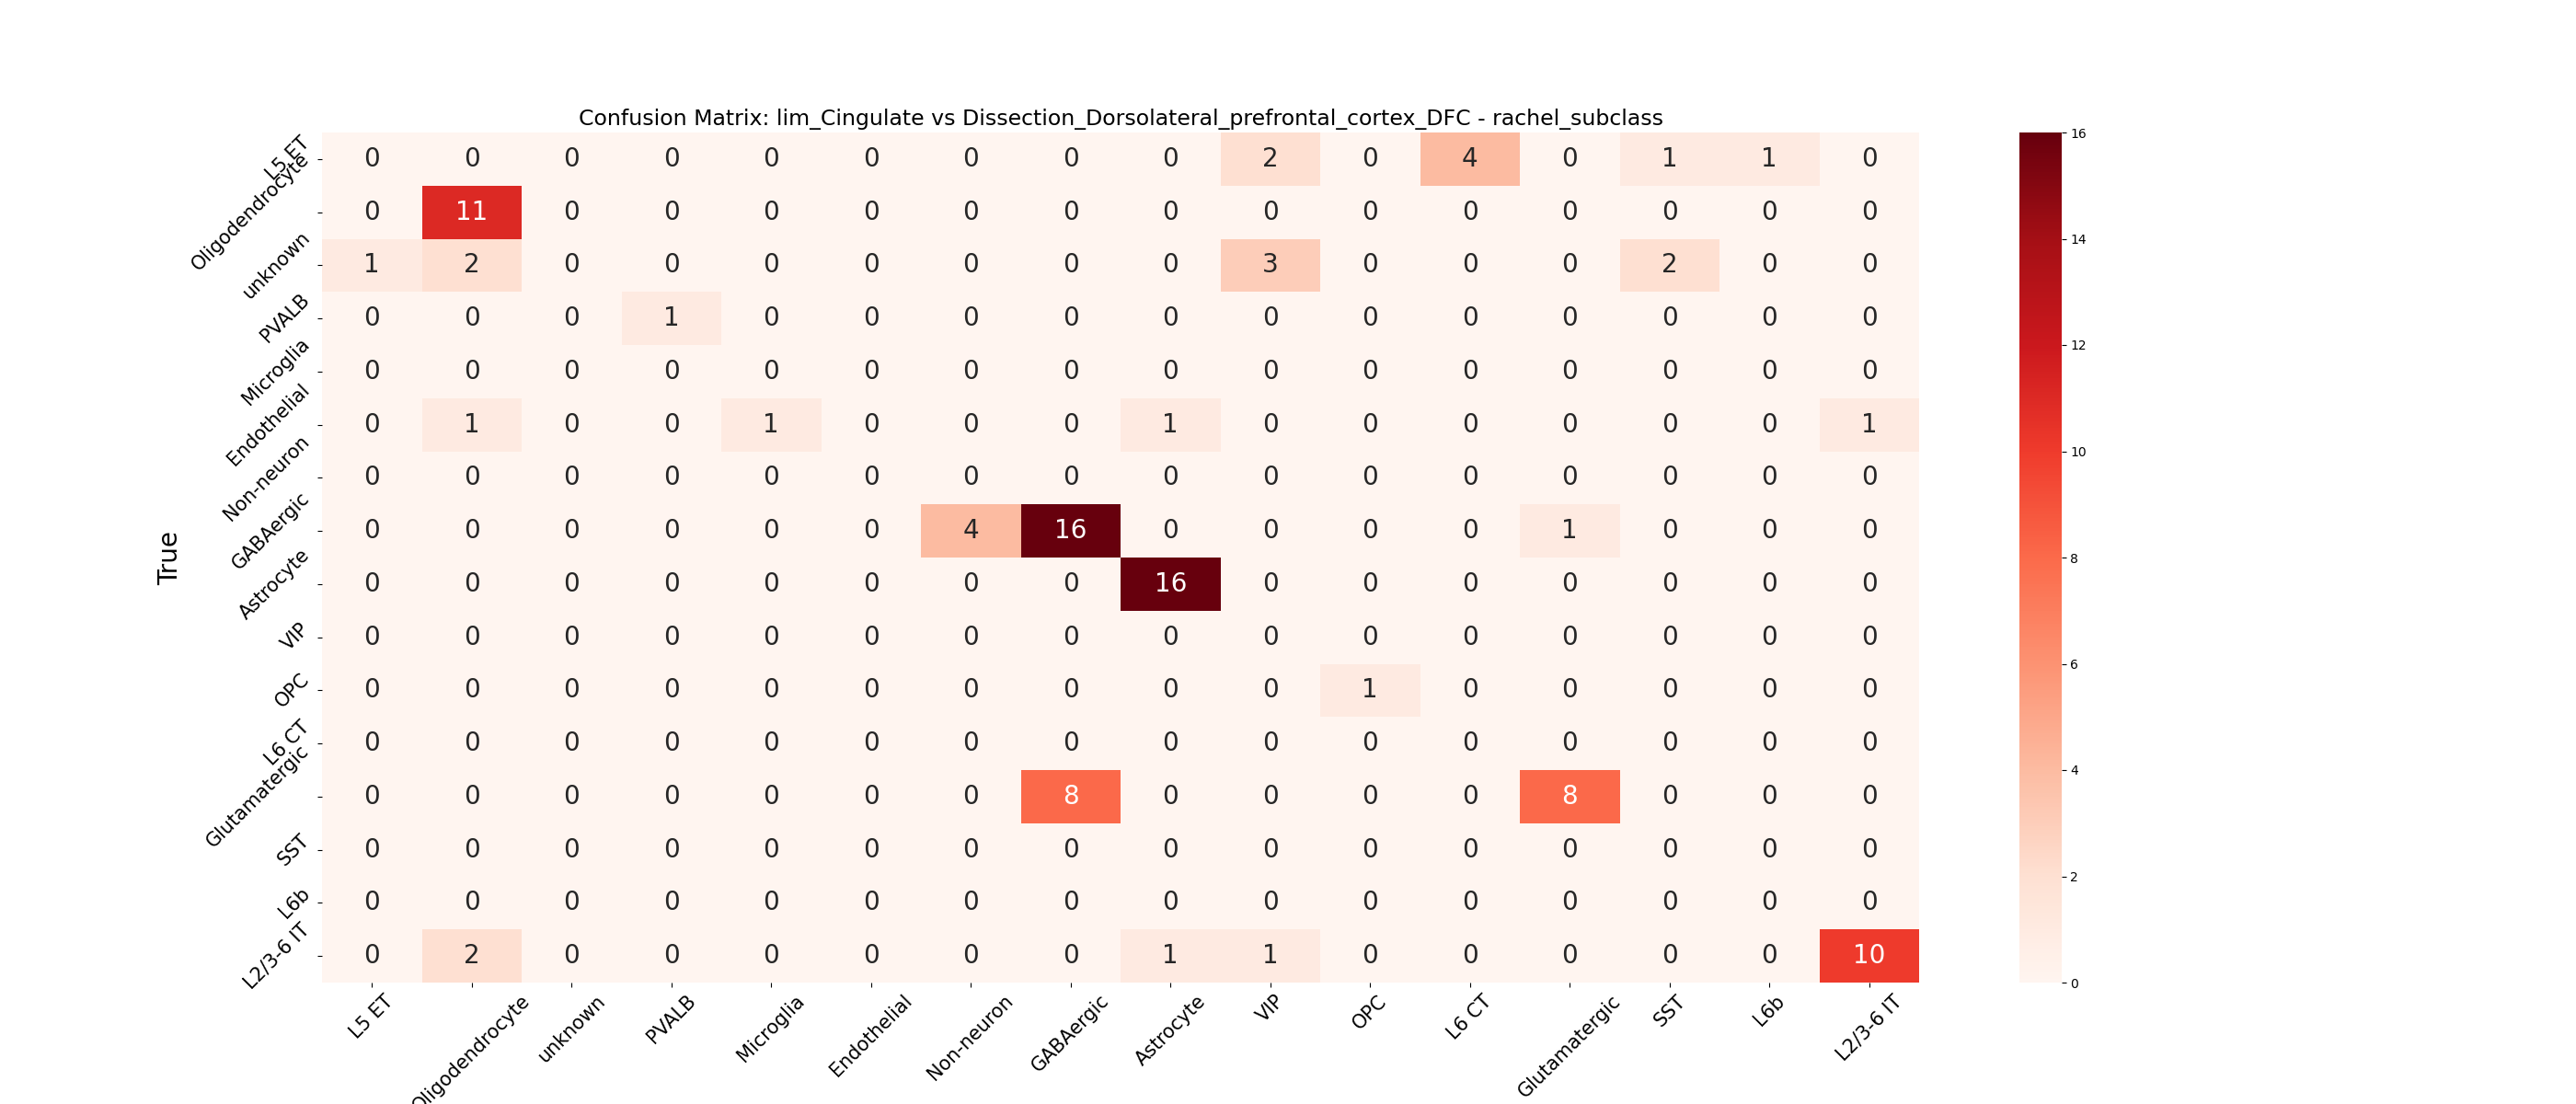 Confusion Matrix: lim_Cingulate vs Dissection_Dorsolateral_prefrontal_cortex_DFC - rachel_subclass
True
L5 ET 0 0 0 0 0 0 0 0 0 2 0 4 0 1 1 0
Oligodendrocyte 0 11 0 0 0 0 0 0 0 0 0 0 0 0 0 0
unknown 1 2 0 0 0 0 0 0 0 3 0 0 0 2 0 0
PVALB 0 0 0 1 0 0 0 0 0 0 0 0 0 0 0 0
Microglia 0 0 0 0 0 0 0 0 0 0 0 0 0 0 0 0
Endothelial 0 1 0 0 1 0 0 0 1 0 0 0 0 0 0 1
Non-neuron 0 0 0 0 0 0 0 0 0 0 0 0 0 0 0 0
GABAergic 0 0 0 0 0 0 4 16 0 0 0 0 1 0 0 0
Astrocyte 0 0 0 0 0 0 0 0 16 0 0 0 0 0 0 0
VIP 0 0 0 0 0 0 0 0 0 0 0 0 0 0 0 0
OPC 0 0 0 0 0 0 0 0 0 0 1 0 0 0 0 0
L6 CT 0 0 0 0 0 0 0 0 0 0 0 0 0 0 0 0
Glutamatergic 0 0 0 0 0 0 0 8 0 0 0 0 8 0 0 0
SST 0 0 0 0 0 0 0 0 0 0 0 0 0 0 0 0
L6b 0 0 0 0 0 0 0 0 0 0 0 0 0 0 0 0
L2/3-6 IT 0 2 0 0 0 0 0 0 1 1 0 0 0 0 0 10
L5 ET Oligodendrocyte unknown PVALB Microglia Endothelial Non-neuron GABAergic Astrocyte VIP OPC L6 CT Glutamatergic SST L6b L2/3-6 IT
16
14
12
10
8
6
4
2
0